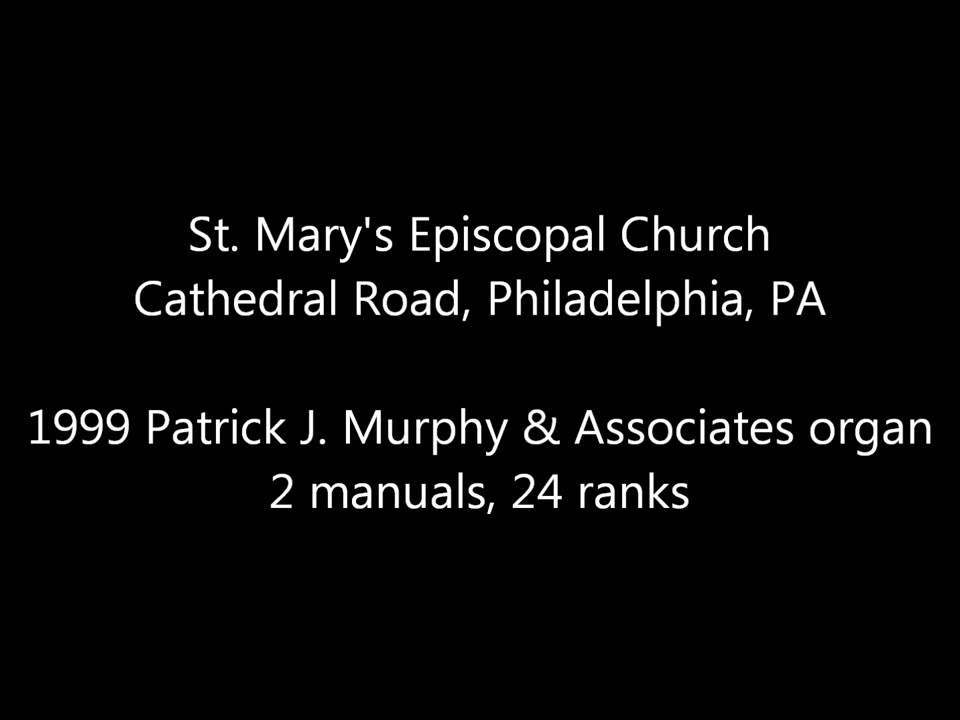 St. Mary's Episcopal Church
Cathedral Road, Philadelphia, PA
1999 Patrick J. Murphy & Associates organ
2 manuals, 24 ranks